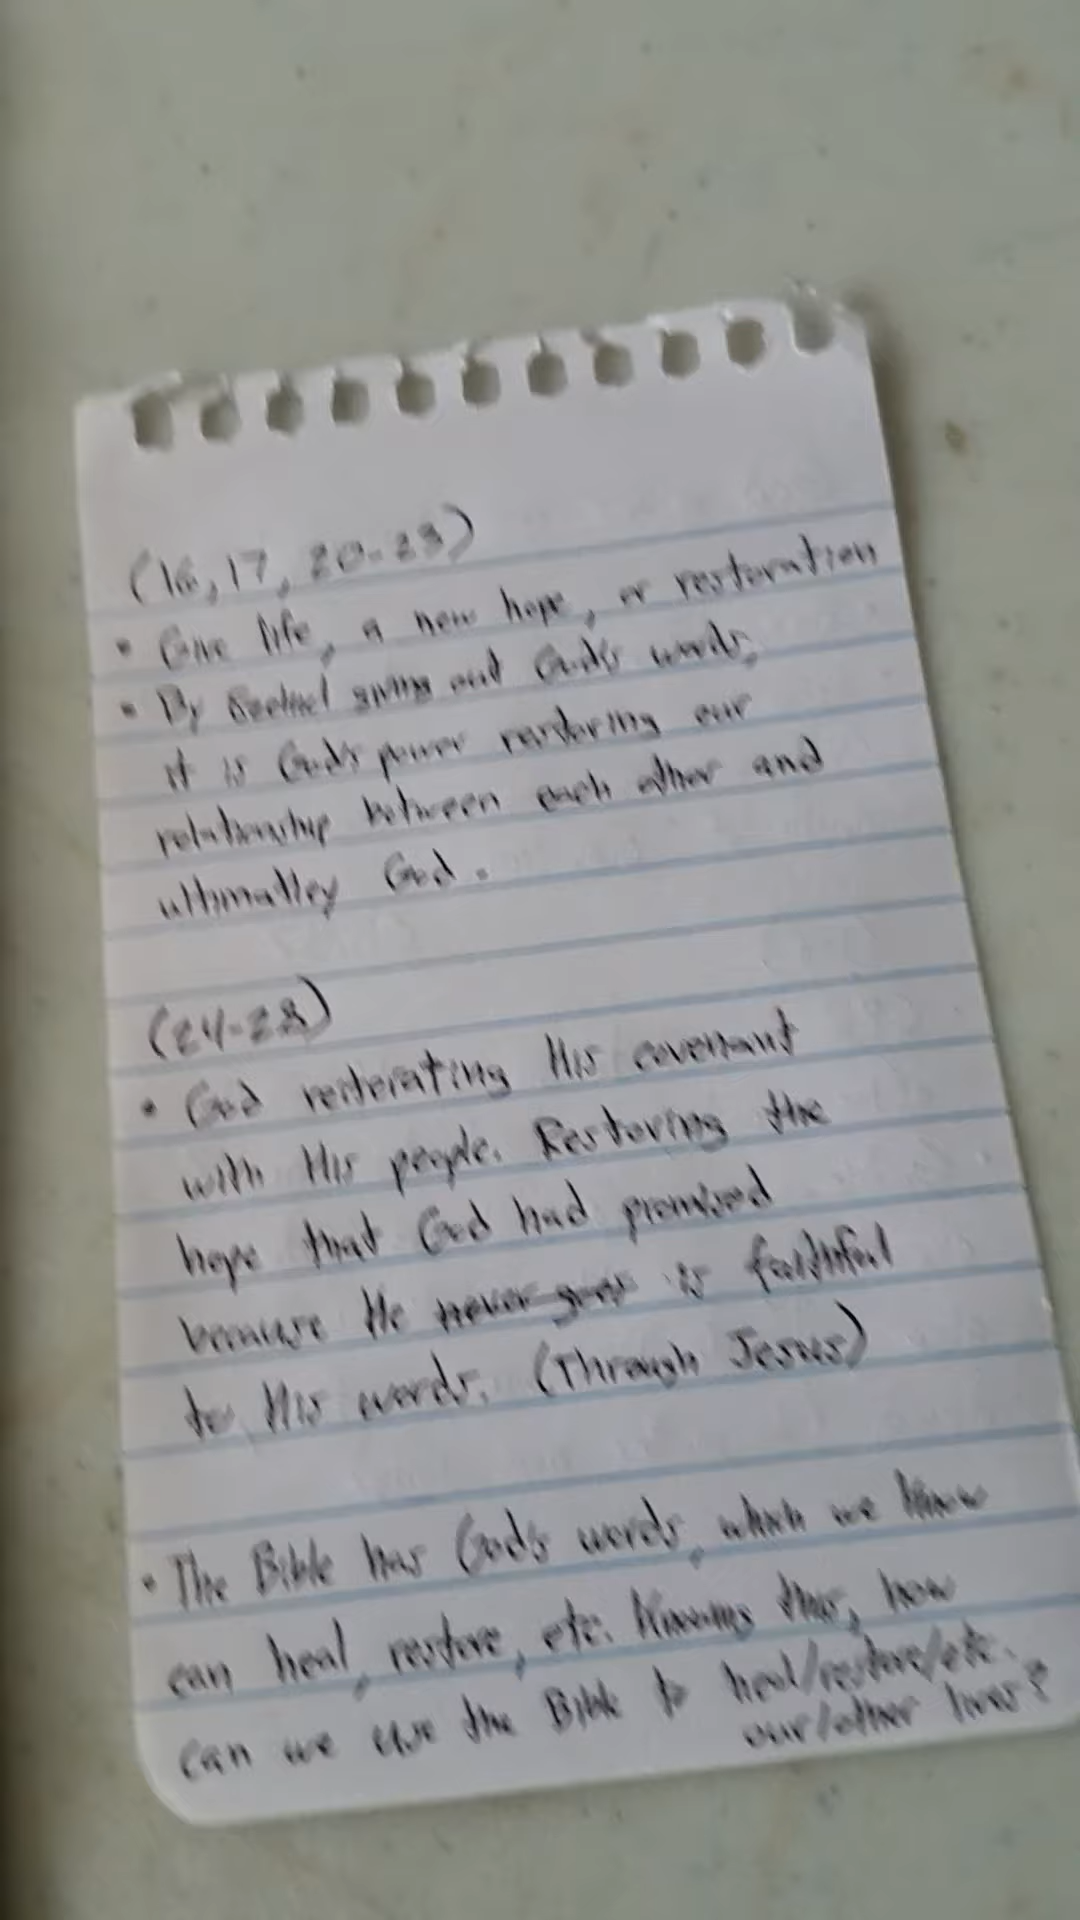 (16, 17, 20-23)
• Give life, a new hope, or restoration
• By Ezekiel giving out God's words,
it is God's power restoring our
relationship between each other and
ultimatley God.
(24-28)
• God reiterating His covenant
with His people. Restoring the
hope that God had promised
because He never goes is faithful
to His words. (Through Jesus)
• The Bible has God's words, which we know
can heal, restore, etc. Knowing this, how
can we use the Bible to heal/restore/etc.
our/other lives?